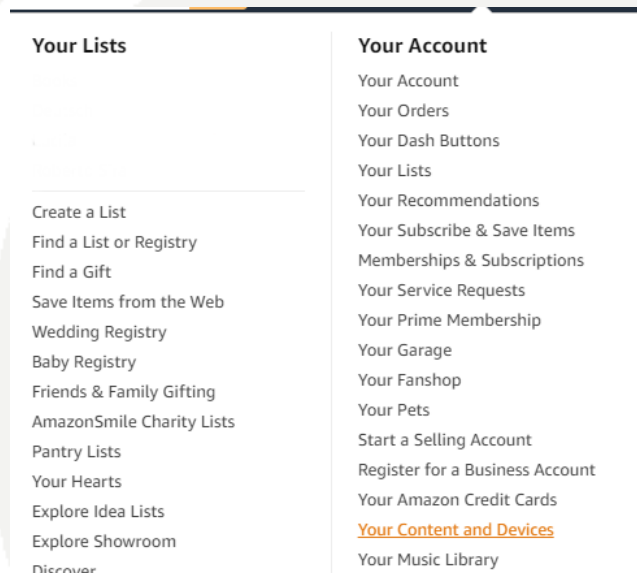 Your Lists
Create a List
Find a List or Registry
Find a Gift
Save Items from the Web
Wedding Registry
Baby Registry
Friends & Family Gifting
AmazonSmile Charity Lists
Pantry Lists
Your Hearts
Explore Idea Lists
Explore Showroom
Discover
Your Account
Your Account
Your Orders
Your Dash Buttons
Your Lists
Your Recommendations
Your Subscribe & Save Items
Memberships & Subscriptions
Your Service Requests
Your Prime Membership
Your Garage
Your Fanshop
Your Pets
Start a Selling Account
Register for a Business Account
Your Amazon Credit Cards
Your Content and Devices
Your Music Library